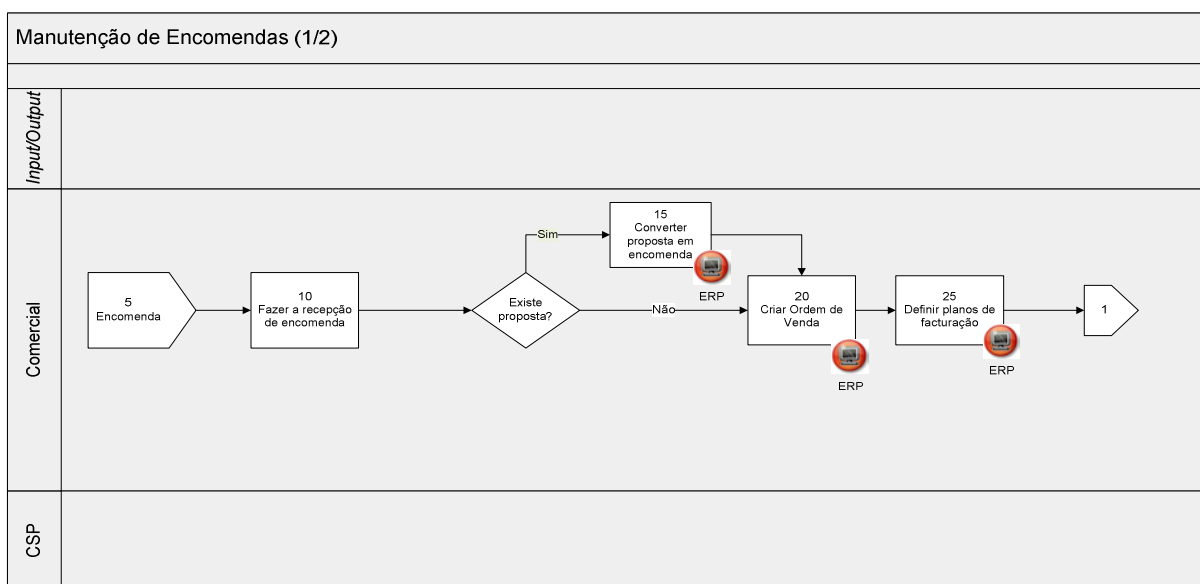 Manutenção de Encomendas (1/2)
Input/Output
Comercial
CSP
5
Encomenda
10
Fazer a recepção
de encomenda
Existe
proposta?
Sim
15
Converter
proposta em
encomenda
ERP
Não
20
Criar Ordem de
Venda
ERP
25
Definir planos de
facturação
ERP
1